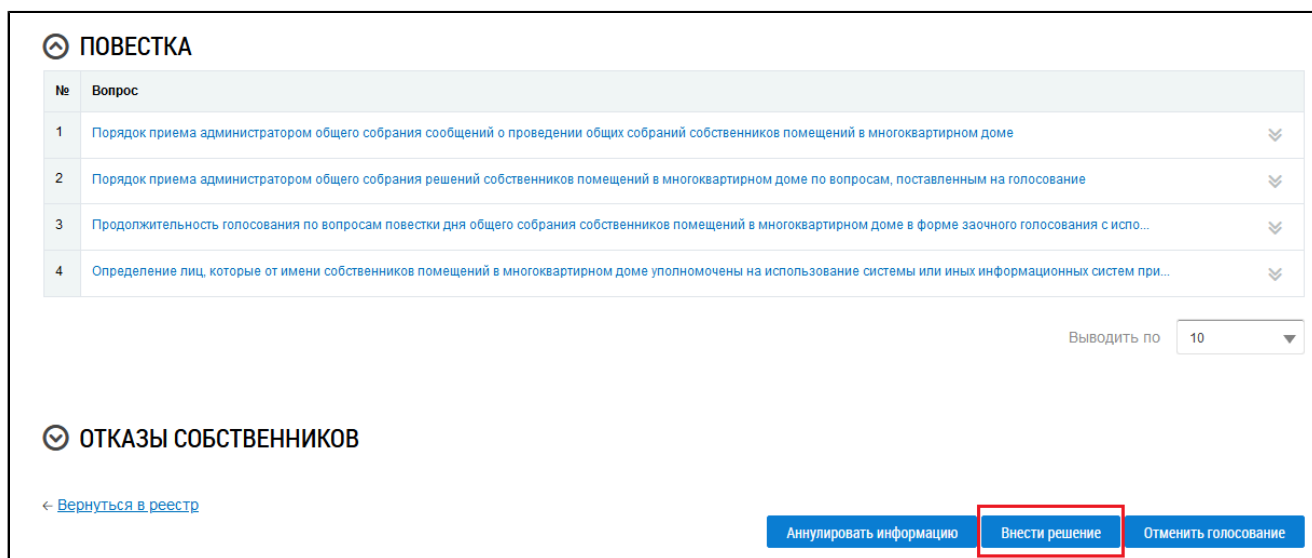 ПОВЕСТКА
№ Вопрос
1 Порядок приема администратором общего собрания сообщений о проведении общих собраний собственников помещений в многоквартирном доме
2 Порядок приема администратором общего собрания решений собственников помещений в многоквартирном доме по вопросам, поставленным на голосование
3 Продолжительность голосования по вопросам повестки дня общего собрания собственников помещений в многоквартирном доме в форме заочного голосования с испо...
4 Определение лиц, которые от имени собственников помещений в многоквартирном доме уполномочены на использование системы или иных информационных систем при...
Выводить по 10
ОТКАЗЫ СОБСТВЕННИКОВ
← Вернуться в реестр
Аннулировать информацию Внести решение Отменить голосование